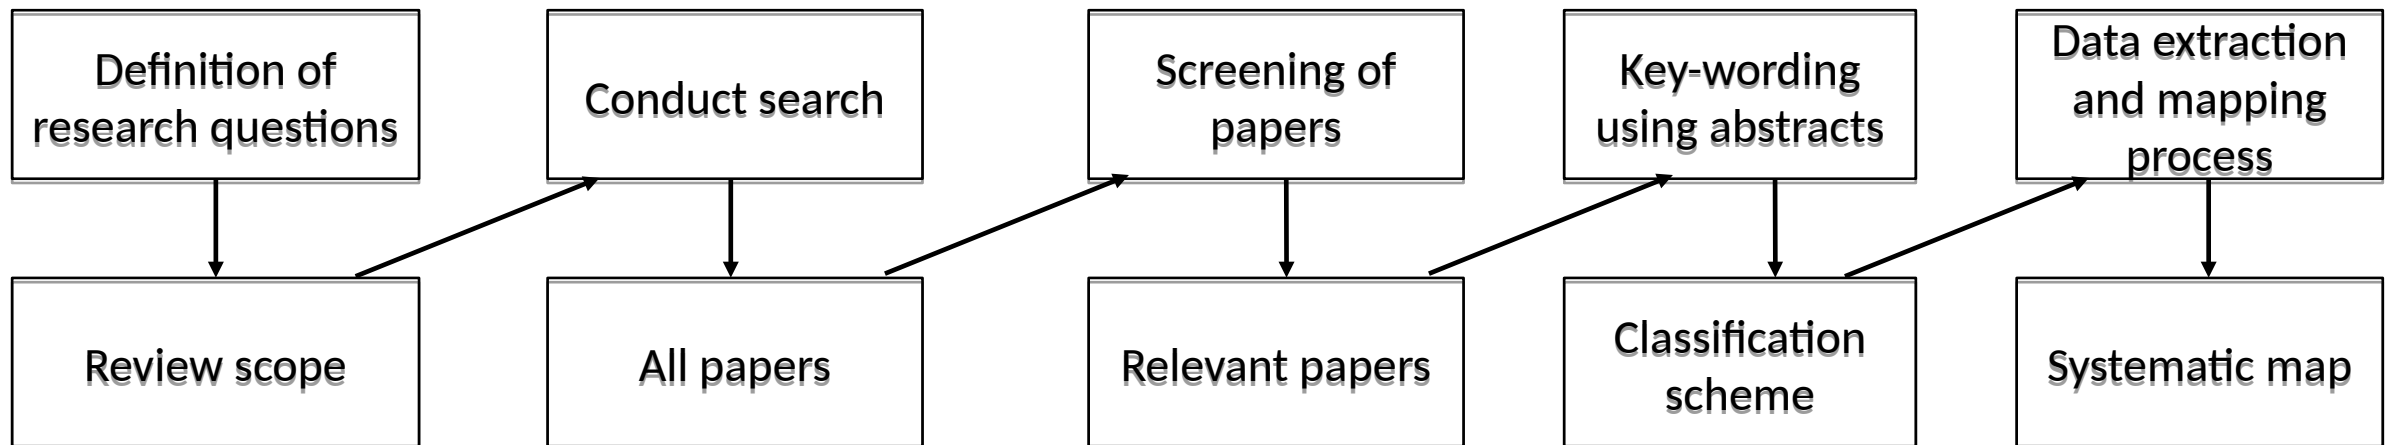 Definition of
research questions
Conduct search
Screening of
papers
Key-wording
using abstracts
Data extraction
and mapping
process
Review scope
All papers
Relevant papers
Classification
scheme
Systematic map